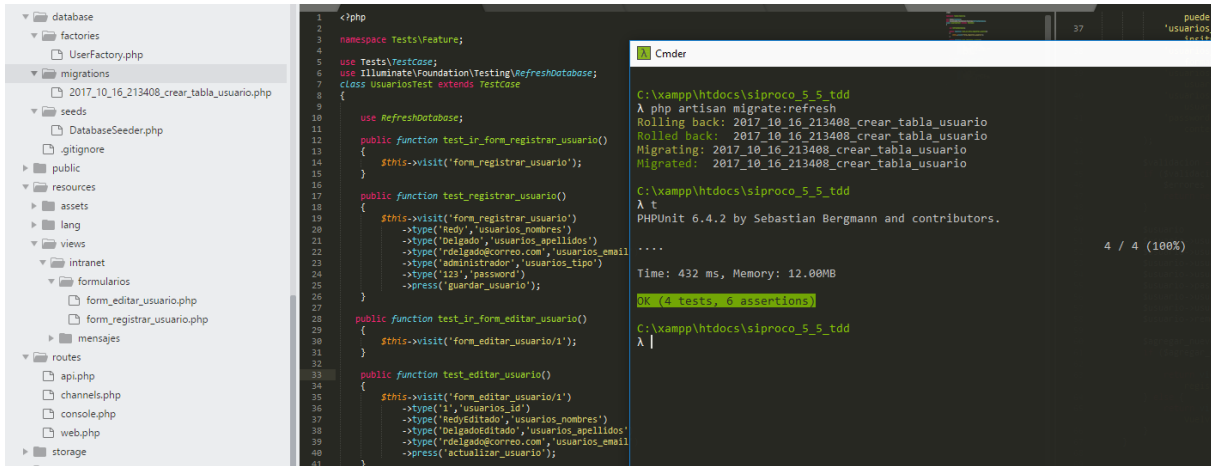 database
factories
UserFactory.php
migrations
2017_10_16_213408_crear_tabla_usuario.php
seeds
DatabaseSeeder.php
.gitignore
public
resources
assets
lang
views
intranet
formularios
form_editar_usuario.php
form_registrar_usuario.php
mensajes
routes
api.php
channels.php
console.php
web.php
storage
1 <?php
2
3 namespace Tests\Feature;
4
5 use Tests\TestCase;
6 use Illuminate\Foundation\Testing\RefreshDatabase;
7 class UsuariosTest extends TestCase
8 {
9
10 use RefreshDatabase;
11
12 public function test_ir_form_registrar_usuario()
13 {
14 $this->visit('form_registrar_usuario');
15 }
16
17 public function test_registrar_usuario()
18 {
19 $this->visit('form_registrar_usuario')
20 ->type('Redy','usuarios_nombres')
21 ->type('Delgado','usuarios_apellidos')
22 ->type('rdelgado@correo.com','usuarios_email
23 ->type('administrador','usuarios_tipo')
24 ->type('123','password')
25 ->press('guardar_usuario');
26 }
27
28 public function test_ir_form_editar_usuario()
29 {
30 $this->visit('form_editar_usuario/1');
31 }
32
33 public function test_editar_usuario()
34 {
35 $this->visit('form_editar_usuario/1')
36 ->type('1','usuarios_id')
37 ->type('RedyEditado','usuarios_nombres')
38 ->type('DelgadoEditado','usuarios_apellidos'
39 ->type('rdelgado@correo.com','usuarios_email
40 ->press('actualizar_usuario');
41 }
puede
37 'usuarios_
λ Cmder
C:\xampp\htdocs\siproco_5_5_tdd
λ php artisan migrate:refresh
Rolling back: 2017_10_16_213408_crear_tabla_usuario
Rolled back: 2017_10_16_213408_crear_tabla_usuario
Migrating: 2017_10_16_213408_crear_tabla_usuario
Migrated: 2017_10_16_213408_crear_tabla_usuario
C:\xampp\htdocs\siproco_5_5_tdd
λ t
PHPUnit 6.4.2 by Sebastian Bergmann and contributors.
.... 4 / 4 (100%)
Time: 432 ms, Memory: 12.00MB
OK (4 tests, 6 assertions)
C:\xampp\htdocs\siproco_5_5_tdd
λ